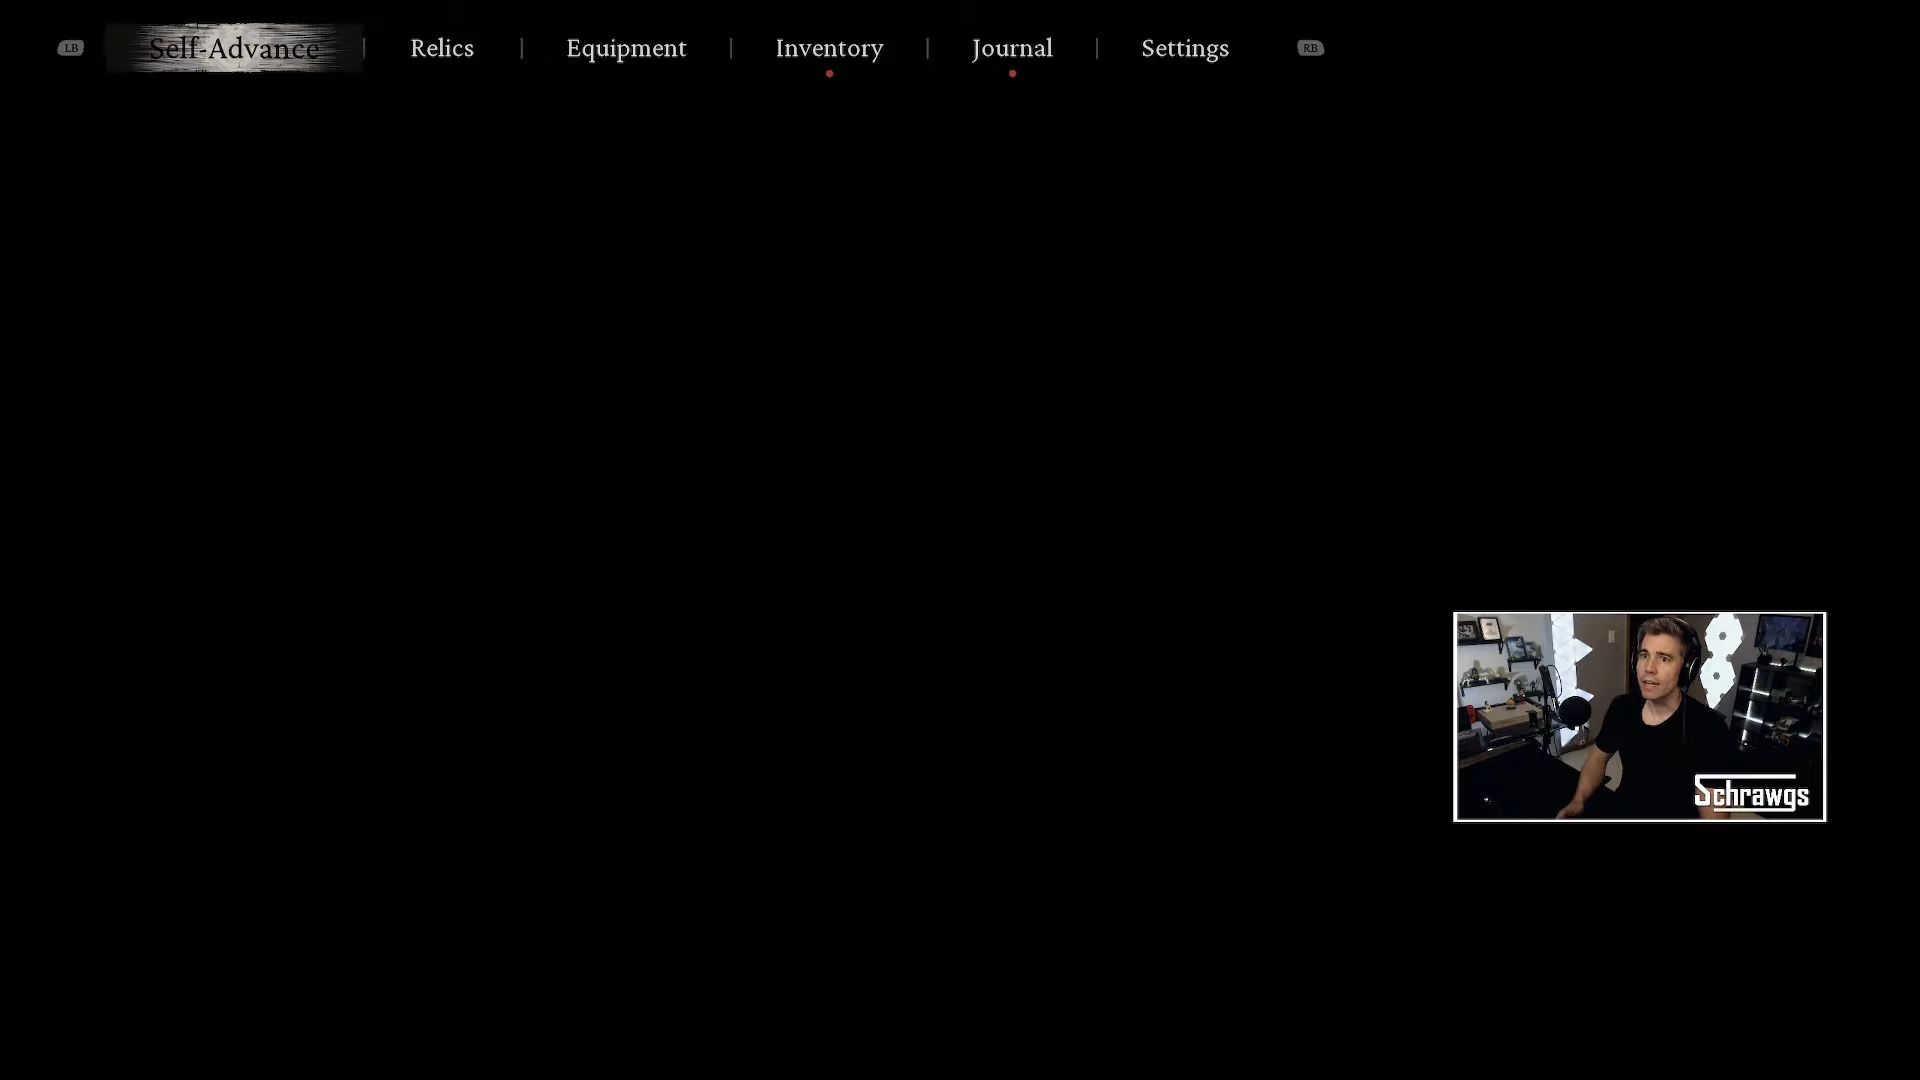 LB Self-Advance | Relics | Equipment | Inventory | Journal | Settings RB
Schrawgs